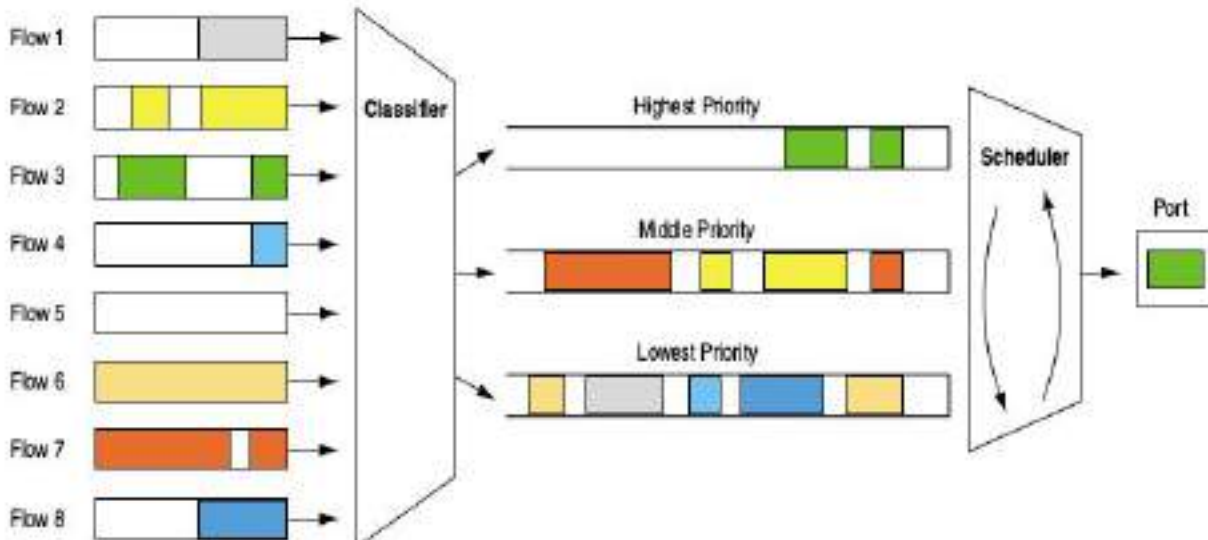 Flow 1
Flow 2
Flow 3
Flow 4
Flow 5
Flow 6
Flow 7
Flow 8
Classifier
Highest Priority
Middle Priority
Lowest Priority
Scheduler
Port